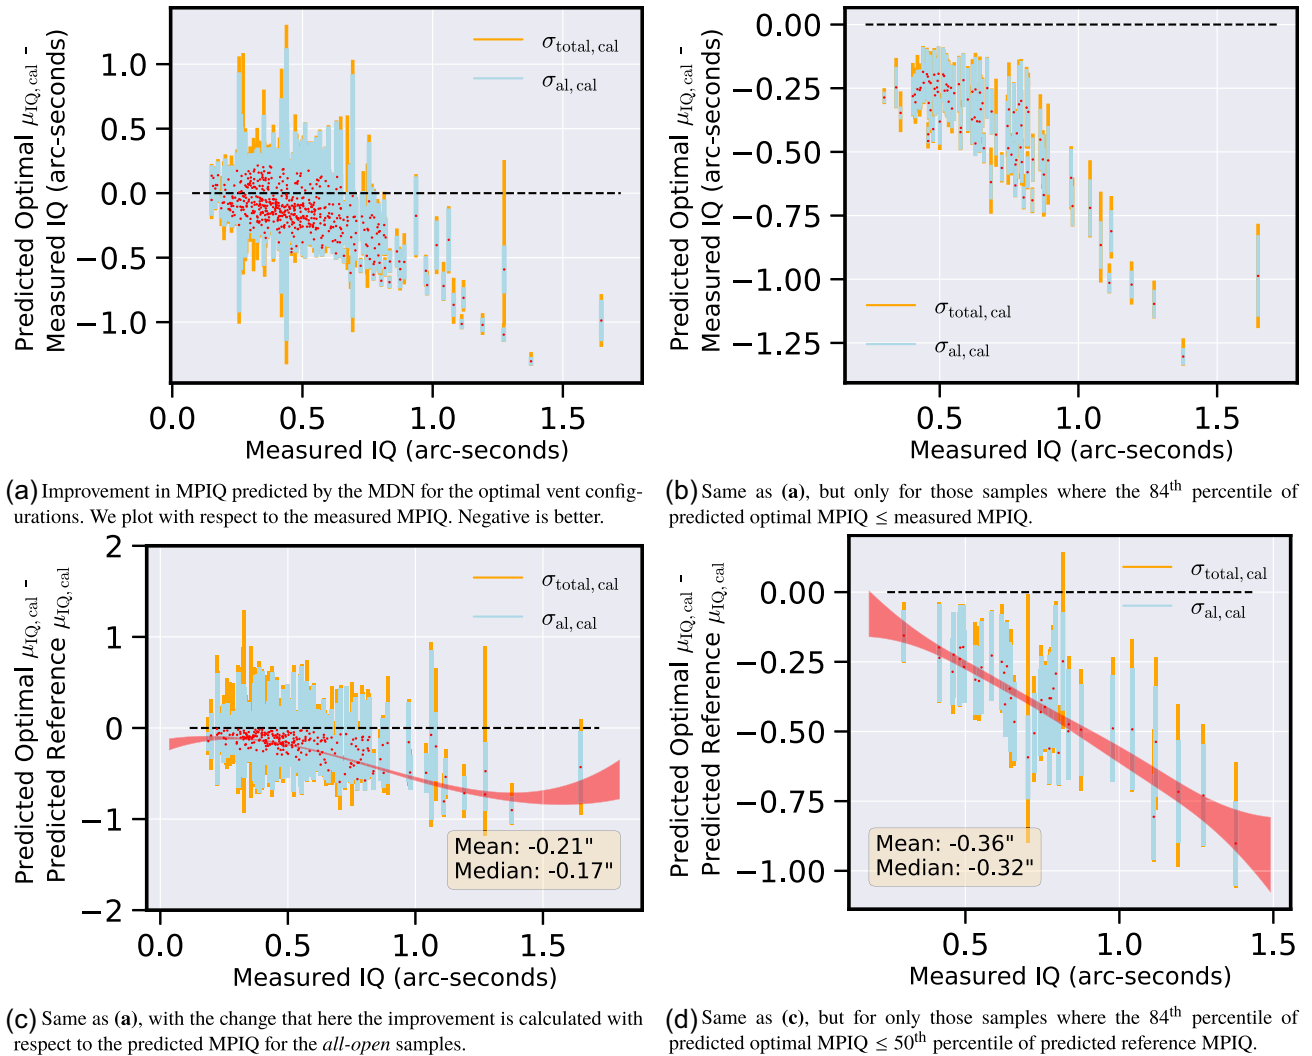 Predicted Optimal μIQ, cal -
Measured IQ (arc-seconds)
1.0
0.5
0.0
−0.5
−1.0
σtotal,cal
σal,cal
0.0 0.5 1.0 1.5
Measured IQ (arc-seconds)
(a) Improvement in MPIQ predicted by the MDN for the optimal vent config-
urations. We plot with respect to the measured MPIQ. Negative is better.
Predicted Optimal μIQ, cal -
Measured IQ (arc-seconds)
0.00
−0.25
−0.50
−0.75
−1.00
−1.25
σtotal,cal
σal,cal
0.5 1.0 1.5
Measured IQ (arc-seconds)
(b) Same as (a), but only for those samples where the 84th percentile of
predicted optimal MPIQ ≤ measured MPIQ.
Predicted Optimal μIQ, cal -
Predicted Reference μIQ, cal
2
1
0
−1
−2
σtotal,cal
σal,cal
Mean: -0.21"
Median: -0.17"
0.0 0.5 1.0 1.5
Measured IQ (arc-seconds)
(c) Same as (a), with the change that here the improvement is calculated with
respect to the predicted MPIQ for the all-open samples.
Predicted Optimal μIQ, cal -
Predicted Reference μIQ, cal
0.00
−0.25
−0.50
−0.75
−1.00
σtotal,cal
σal,cal
Mean: -0.36"
Median: -0.32"
0.5 1.0 1.5
Measured IQ (arc-seconds)
(d) Same as (c), but for only those samples where the 84th percentile of
predicted optimal MPIQ ≤ 50th percentile of predicted reference MPIQ.